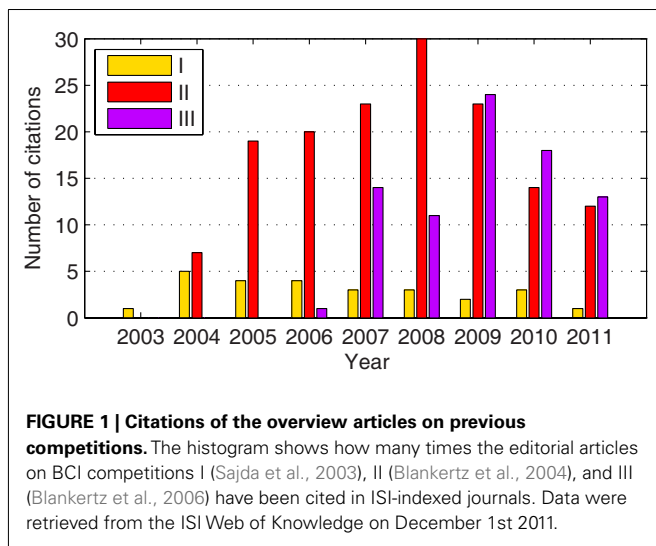 30
25
20
15
10
5
0
Number of citations
I
II
III
2003 2004 2005 2006 2007 2008 2009 2010 2011
Year
FIGURE 1 | Citations of the overview articles on previous
competitions. The histogram shows how many times the editorial articles
on BCI competitions I (Sajda et al., 2003), II (Blankertz et al., 2004), and III
(Blankertz et al., 2006) have been cited in ISI-indexed journals. Data were
retrieved from the ISI Web of Knowledge on December 1st 2011.